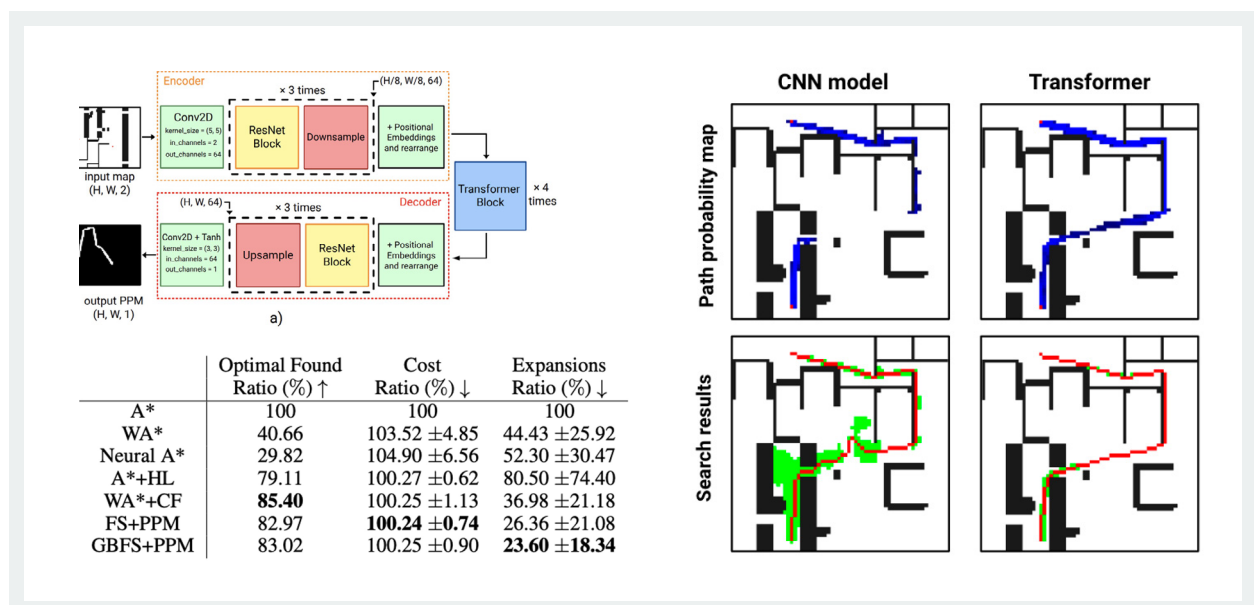 Encoder
× 3 times
(H/8, W/8, 64)
Conv2D
kernel_size = (5, 5)
in_channels = 2
out_channels = 64
ResNet
Block
Downsample
+ Positional
Embeddings
and rearrange
input map
(H, W, 2)
Transformer
Block
× 4
times
Decoder
(H, W, 64)
× 3 times
Conv2D + Tanh
kernel_size = (3, 3)
in_channels = 64
out_channels = 1
Upsample
ResNet
Block
+ Positional
Embeddings
and rearrange
output PPM
(H, W, 1)
a)
Optimal Found Cost Expansions
Ratio (%) ↑ Ratio (%) ↓ Ratio (%) ↓
A* 100 100 100
WA* 40.66 103.52 ±4.85 44.43 ±25.92
Neural A* 29.82 104.90 ±6.56 52.30 ±30.47
A*+HL 79.11 100.27 ±0.62 80.50 ±74.40
WA*+CF 85.40 100.25 ±1.13 36.98 ±21.18
FS+PPM 82.97 100.24 ±0.74 26.36 ±21.08
GBFS+PPM 83.02 100.25 ±0.90 23.60 ±18.34
CNN model
Transformer
Path probability map
Search results